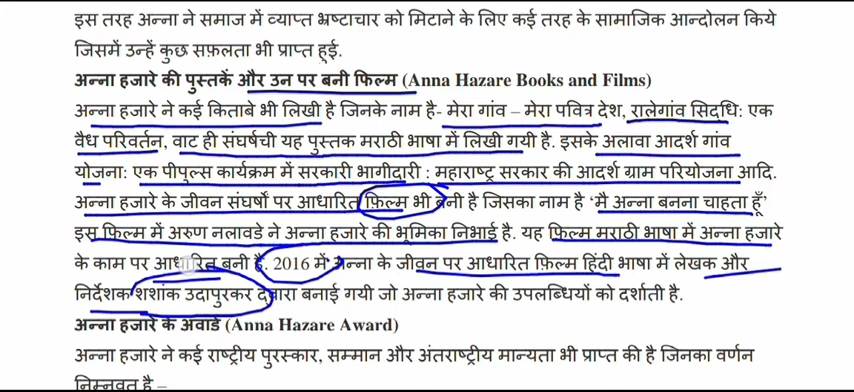 इस तरह अन्ना ने समाज में व्याप्त भ्रष्टाचार को मिटाने के लिए कई तरह के सामाजिक आन्दोलन किये
जिसमें उन्हें कुछ सफ़लता भी प्राप्त हुई.
अन्ना हजारे की पुस्तकें और उन पर बनी फिल्म (Anna Hazare Books and Films)
अन्ना हजारे ने कई किताबे भी लिखी है जिनके नाम है- मेरा गांव – मेरा पवित्र देश, रालेगांव सिद्धि: एक
वैध परिवर्तन, वाट ही संघर्षची यह पुस्तक मराठी भाषा में लिखी गयी है. इसके अलावा आदर्श गांव
योजना: एक पीपुल्स कार्यक्रम में सरकारी भागीदारी : महाराष्ट्र सरकार की आदर्श ग्राम परियोजना आदि.
अन्ना हजारे के जीवन संघर्षों पर आधारित फ़िल्म भी बनी है जिसका नाम है ‘मै अन्ना बनना चाहता हूँ’
इस फ़िल्म में अरुण नलावडे ने अन्ना हजारे की भूमिका निभाई है. यह फ़िल्म मराठी भाषा में अन्ना हजारे
के काम पर आधारित बनी है. 2016 में अन्ना के जीवन पर आधारित फ़िल्म हिंदी भाषा में लेखक और
निर्देशक शशांक उदापुरकर द्वारा बनाई गयी जो अन्ना हजारे की उपलब्धियों को दर्शाती है.
अन्ना हजारे के अवार्ड (Anna Hazare Award)
अन्ना हजारे ने कई राष्ट्रीय पुरस्कार, सम्मान और अंतराष्ट्रीय मान्यता भी प्राप्त की है जिनका वर्णन
निम्नवत है –